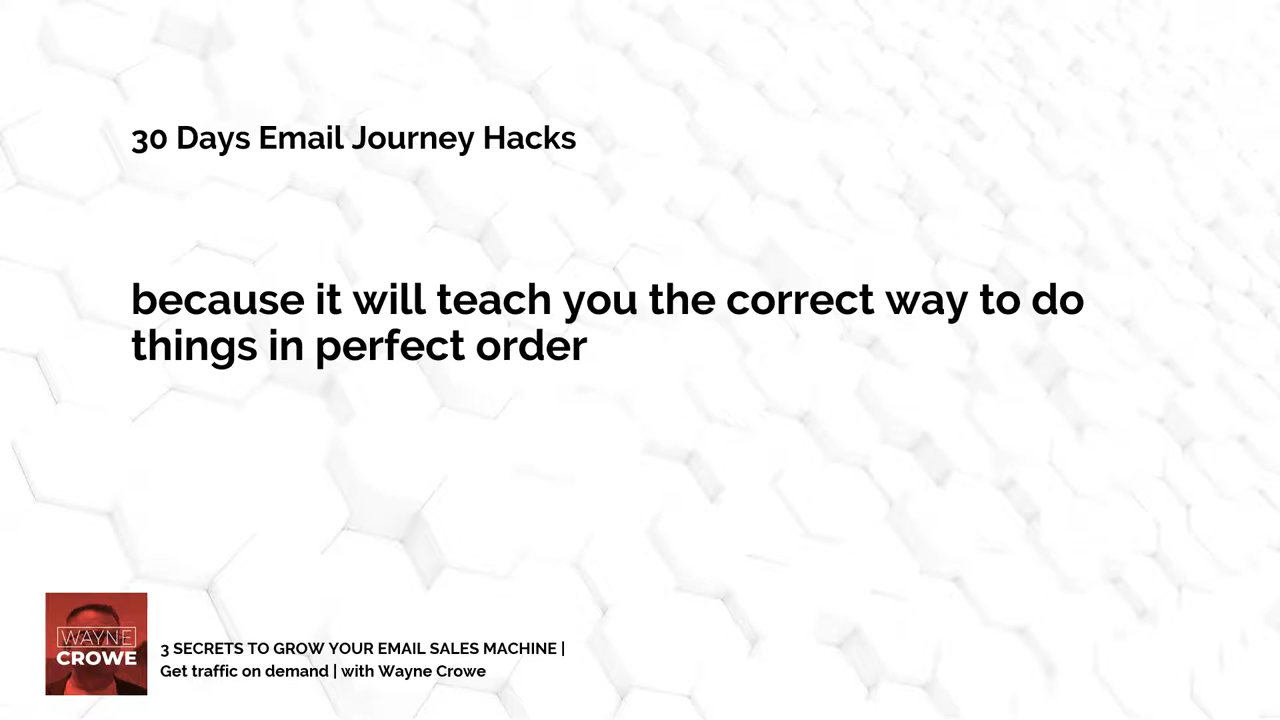 30 Days Email Journey Hacks
because it will teach you the correct way to do
things in perfect order
WAYNE
CROWE
3 SECRETS TO GROW YOUR EMAIL SALES MACHINE |
Get traffic on demand | with Wayne Crowe